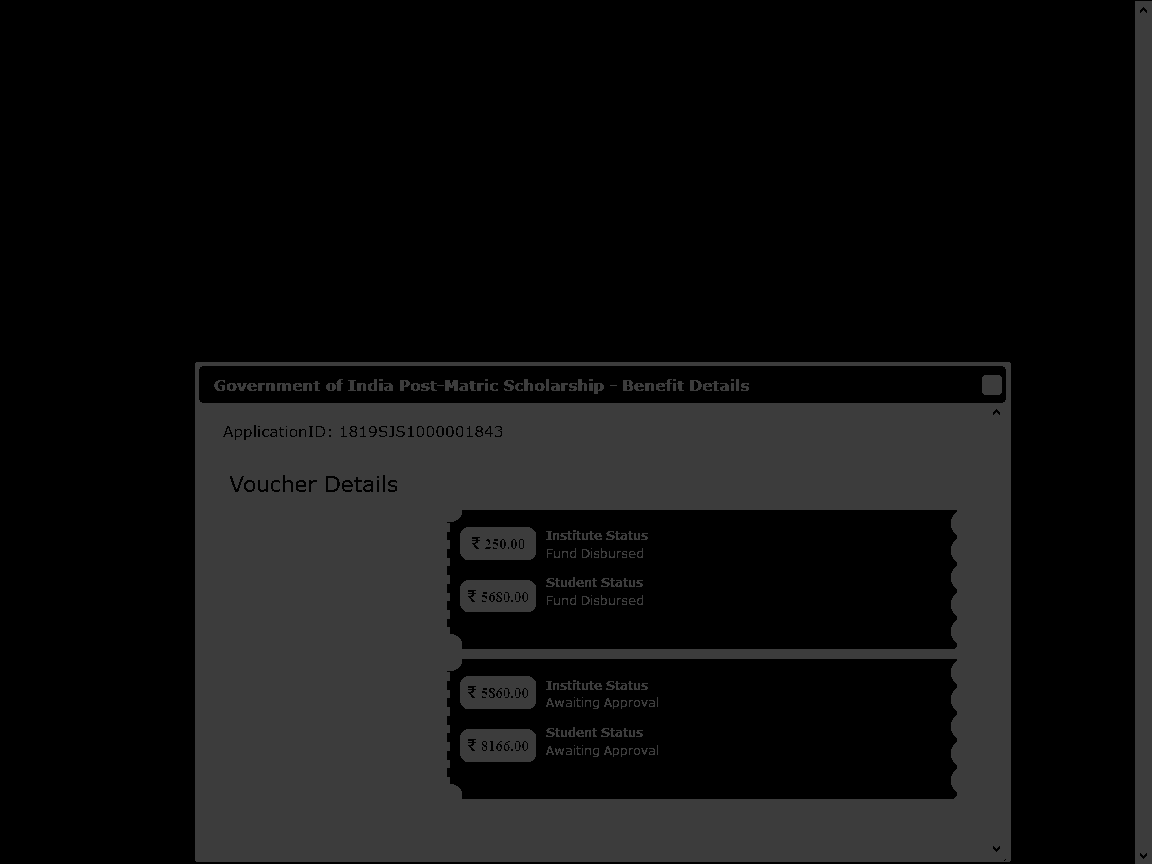 Government of India Post-Matric Scholarship - Benefit Details
ApplicationID: 1819SJS1000001843
Voucher Details
₹ 250.00
Institute Status
Fund Disbursed
₹ 5680.00
Student Status
Fund Disbursed
₹ 5860.00
Institute Status
Awaiting Approval
₹ 8166.00
Student Status
Awaiting Approval